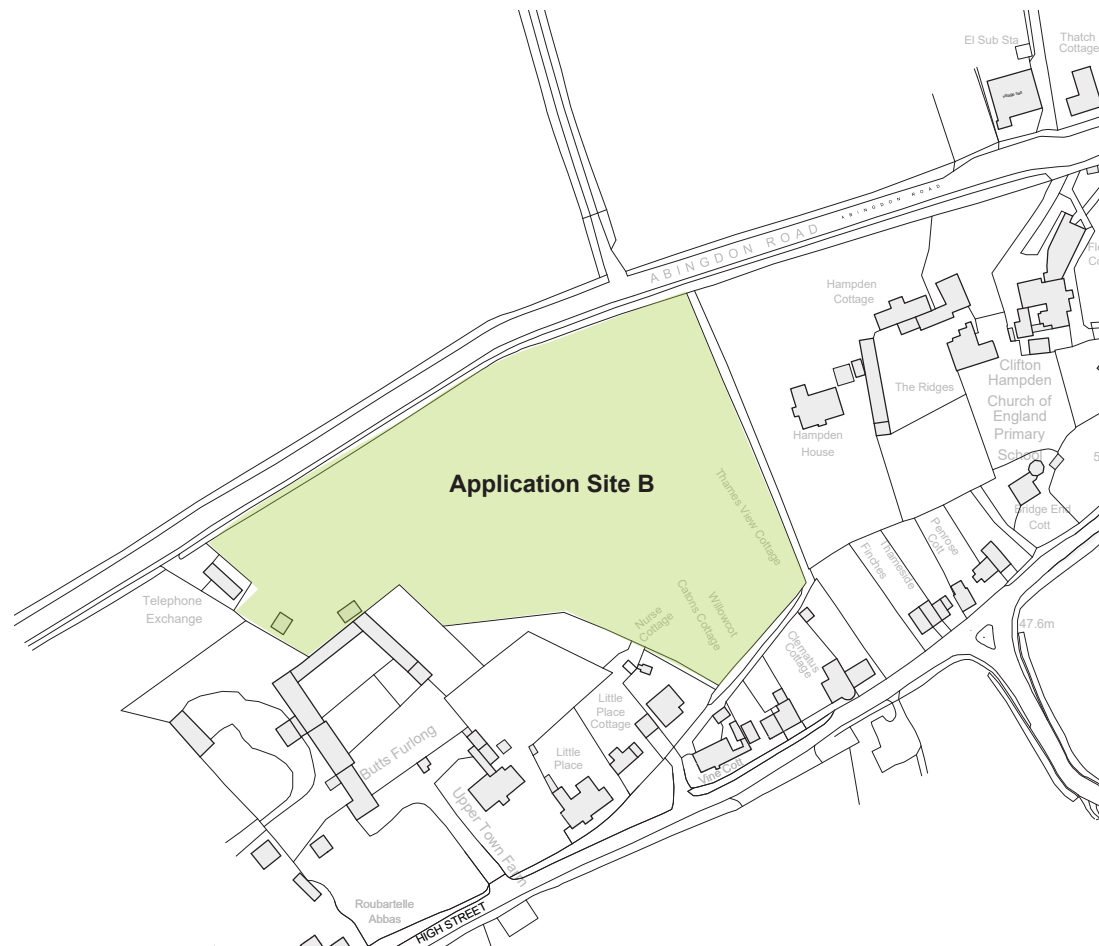 El Sub Sta
Thatch
Cottage
village hall
ABINGDON ROAD
ABINGDON ROAD
Hampden
Cottage
The Ridges
Clifton
Hampden
Church of
England
Primary
School
Hampden
House
Application Site B
Thames View Cottage
Bridge End
Cott
Penrose
Cott
Thameside
Finches
Willowcot
Catons Cottage
Nurse
Cottage
Clematis
Cottage
47.6m
Telephone
Exchange
Little
Place
Cottage
Little
Place
Vine Cott
Butts Furlong
Upper Town Farm
Roubartelle
Abbas
HIGH STREET